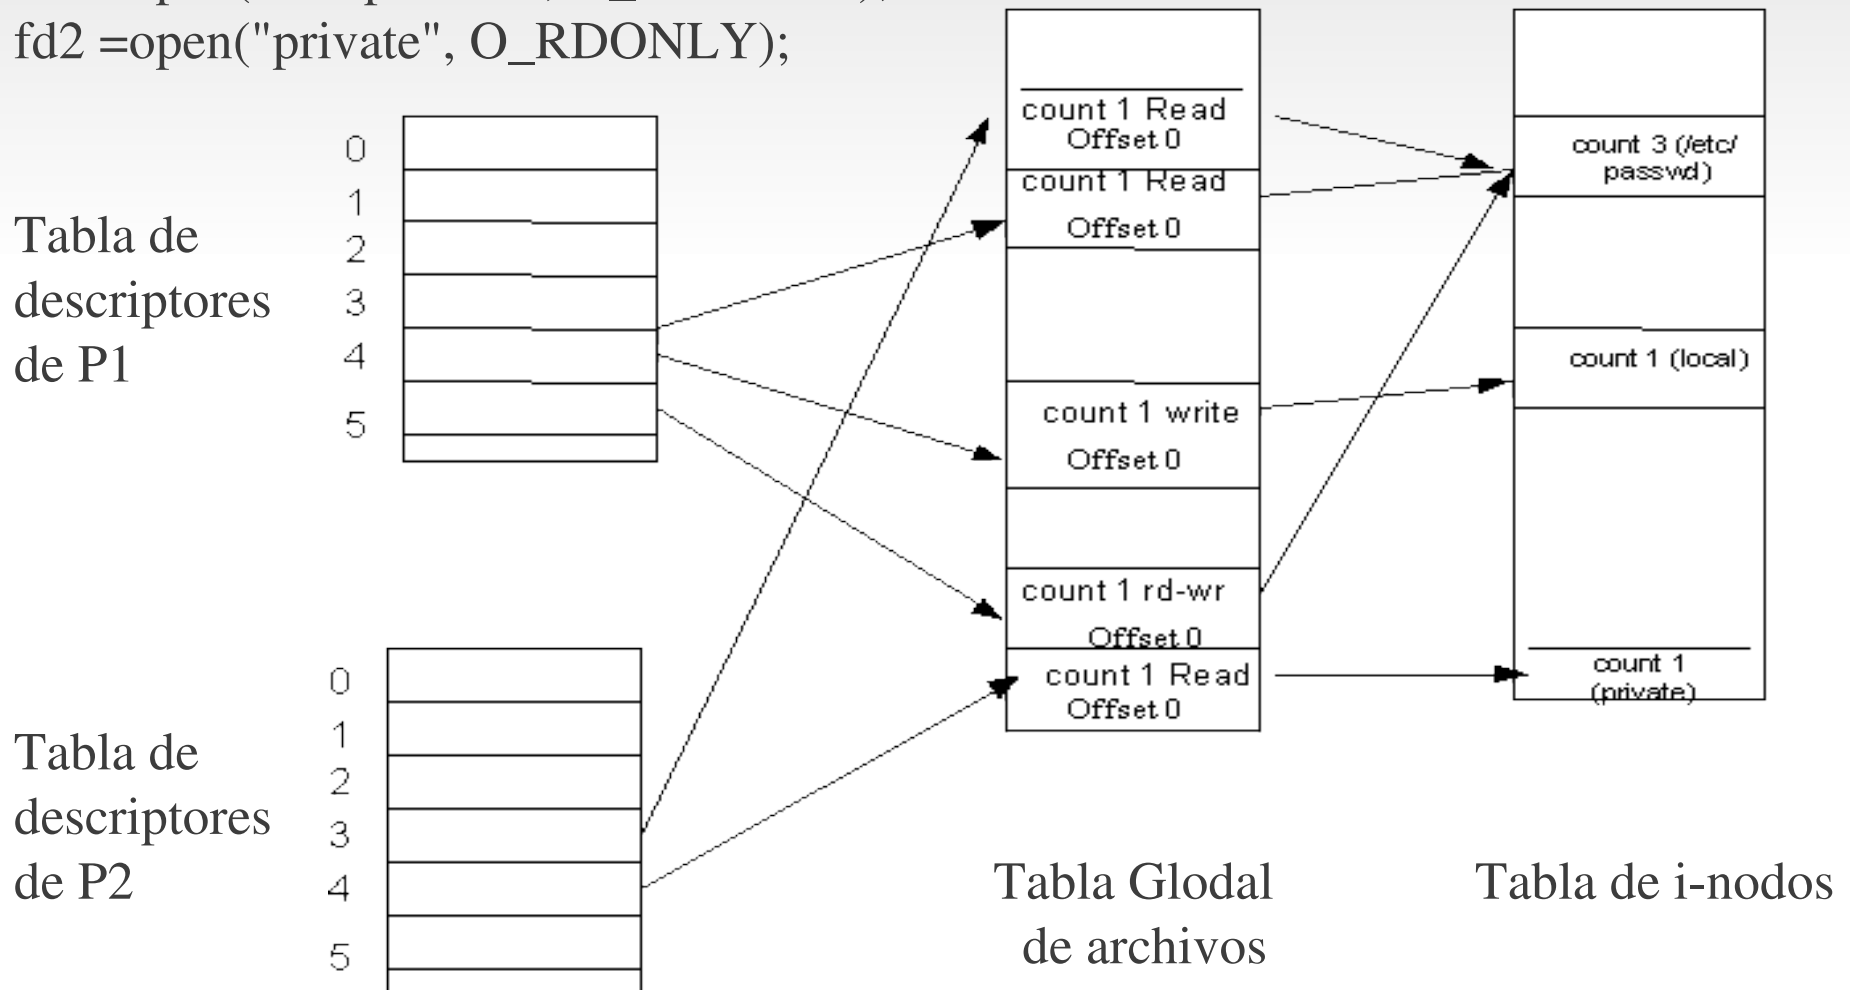 fd2 =open("private", O_RDONLY);
Tabla de
descriptores
de P1
0
1
2
3
4
5
Tabla de
descriptores
de P2
0
1
2
3
4
5
count 1 Read
Offset 0
count 1 Read
Offset 0
count 1 write
Offset 0
count 1 rd-wr
Offset 0
count 1 Read
Offset 0
Tabla Glodal
de archivos
count 3 (/etc/
passwd)
count 1 (local)
count 1
(private)
Tabla de i-nodos